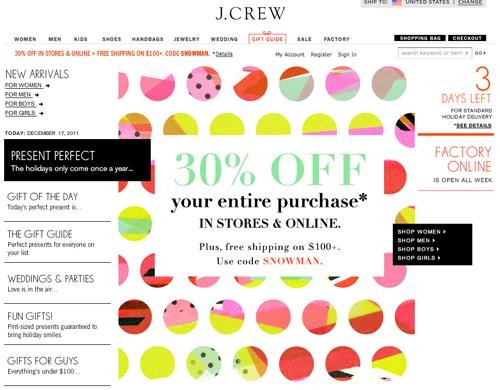 SHIP TO: UNITED STATES | CHANGE
J.CREW
WOMEN MEN KIDS SHOES HANDBAGS JEWELRY WEDDING GIFT GUIDE SALE FACTORY
SHOPPING BAG CHECKOUT
30% OFF IN STORES & ONLINE + FREE SHIPPING ON $100+. CODE SNOWMAN. *Details
My Account Register Sign In
search keyword or item #
GO
NEW ARRIVALS
FOR WOMEN
FOR MEN
FOR BOYS
FOR GIRLS
TODAY: DECEMBER 17, 2011
PRESENT PERFECT
The holidays only come once a year...
GIFT OF THE DAY
Today's perfect present is...
THE GIFT GUIDE
Perfect presents for everyone on
your list.
WEDDINGS & PARTIES
Love is in the air...
FUN GIFTS!
Pint-sized presents guaranteed to
bring holiday smiles.
GIFTS FOR GUYS
Everything's under $100...
30% OFF
your entire purchase*
IN STORES & ONLINE.
Plus, free shipping on $100+.
Use code SNOWMAN.
3
DAYS LEFT
FOR STANDARD
HOLIDAY DELIVERY
*SEE DETAILS
FACTORY
ONLINE
IS OPEN ALL WEEK
SHOP WOMEN
SHOP MEN
SHOP BOYS
SHOP GIRLS